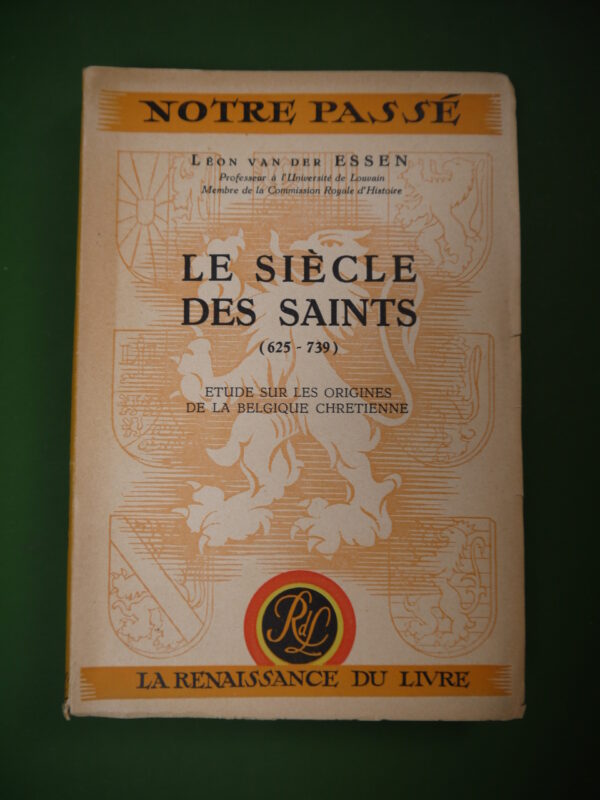 NOTRE PASSÉ
LÉON VAN DER ESSEN
Professeur à l'Université de Louvain
Membre de la Commission Royale d'Histoire
LE SIÈCLE
DES SAINTS
(625 - 739)
ETUDE SUR LES ORIGINES
DE LA BELGIQUE CHRETIENNE
RdL
LA RENAISSANCE DU LIVRE